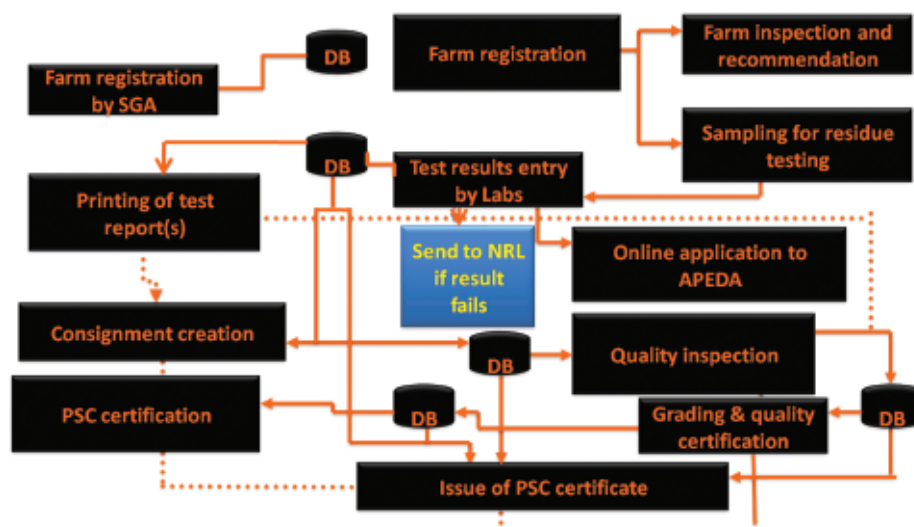 DB
Farm registration
Farm inspection and
recommendation
Farm registration
by SGA
DB
Test results entry
by Labs
Sampling for residue
testing
Printing of test
report(s)
Send to NRL
if result
fails
Online application to
APEDA
Consignment creation
DB
Quality inspection
PSC certification
DB
Grading & quality
certification
DB
Issue of PSC certificate